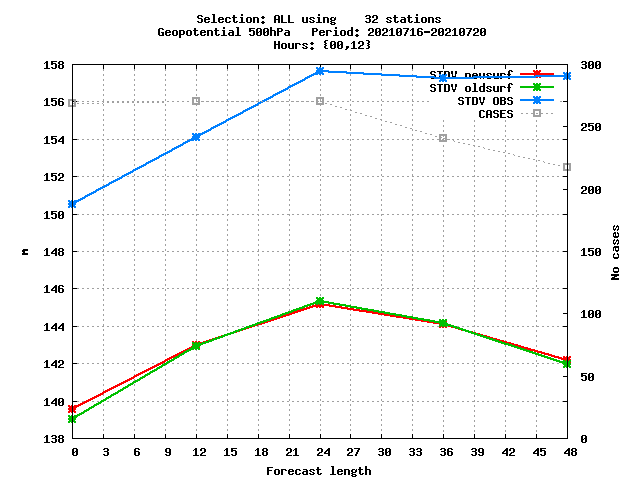 Selection: ALL using    32 stations
Geopotential 500hPa   Period: 20210716-20210720
Hours: {00,12}
158 300
STDV newsurf
STDV oldsurf
156
STDV OBS
CASES
250
154
152
200
150
148 150
m
No cases
146
100
144
142
50
140
138 0
0 3 6 9 12 15 18 21 24 27 30 33 36 39 42 45 48
Forecast length